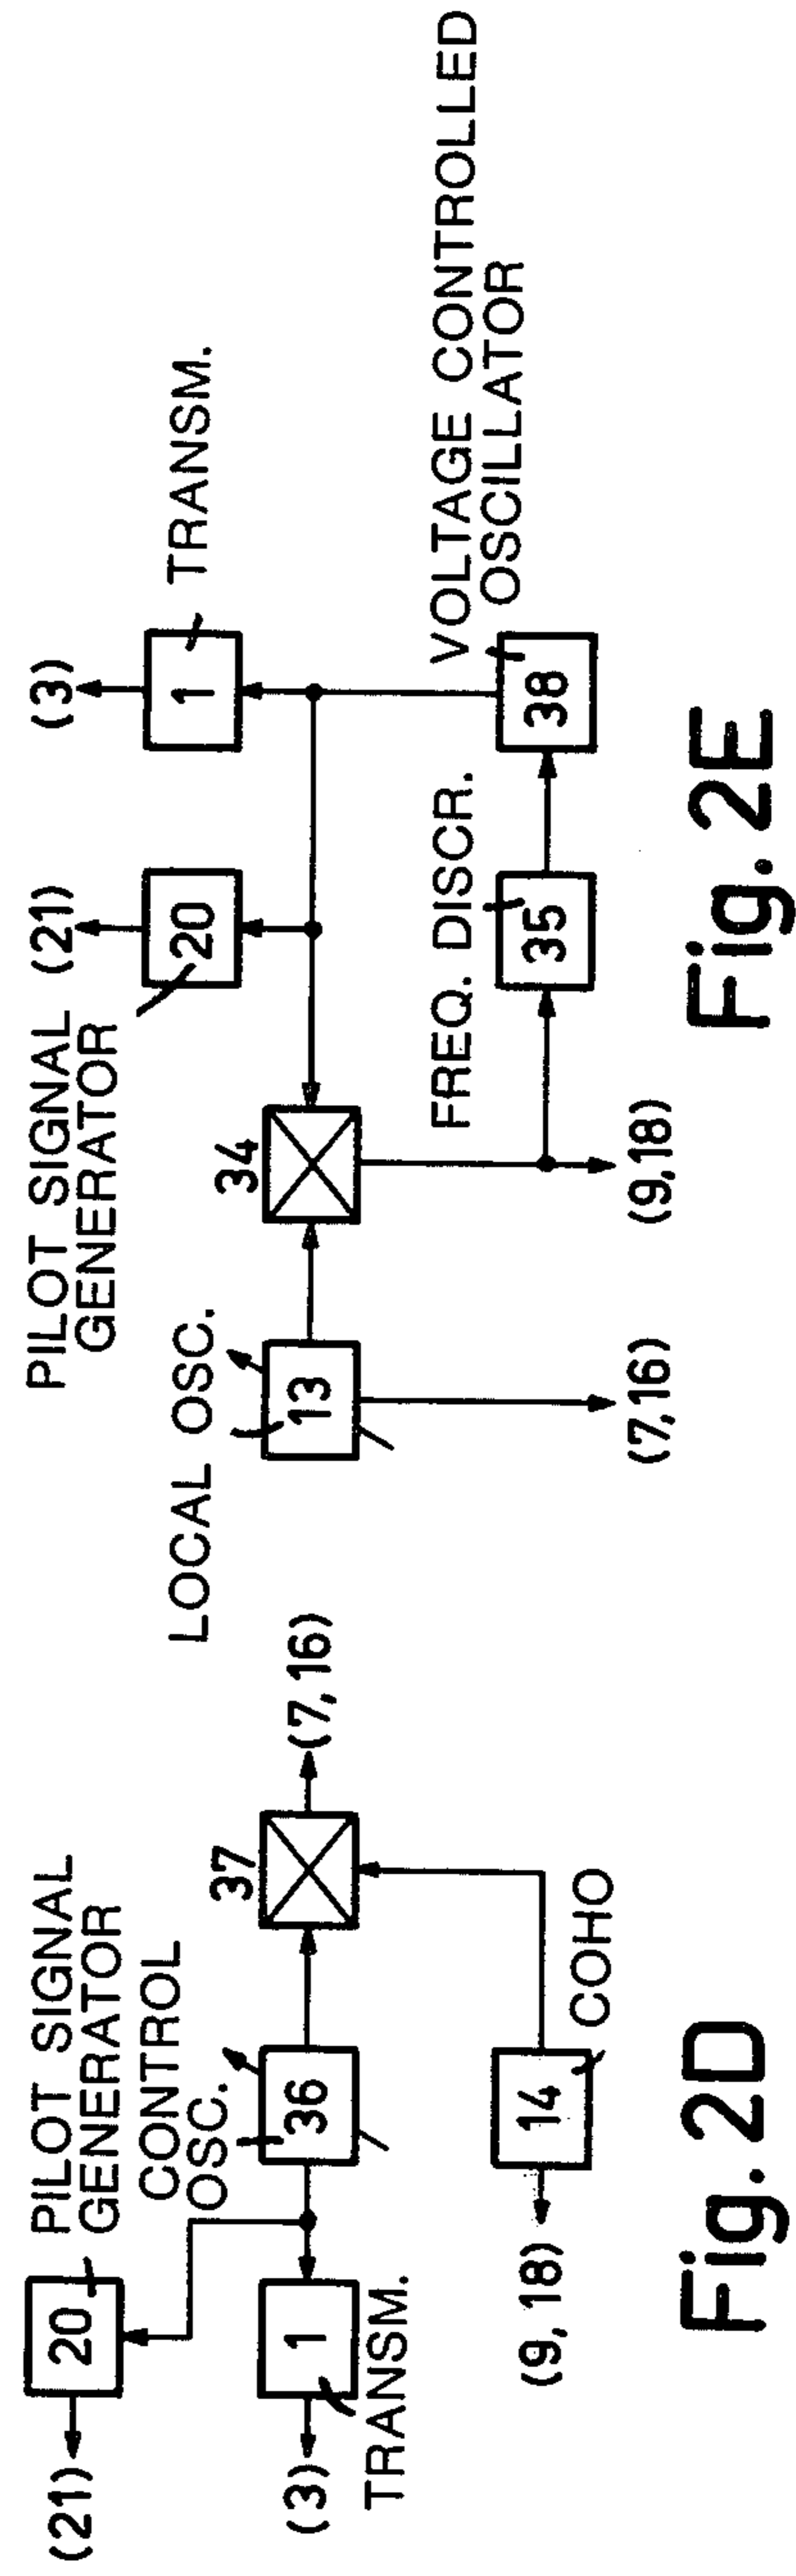 PILOT SIGNAL
GENERATOR
CONTROL
OSC.
(21)
20
36
37
(7, 16)
(3)
1
TRANSM.
14
COHO
(9, 18)
Fig. 2D
PILOT SIGNAL
GENERATOR
(21)
(3)
20
1
TRANSM.
LOCAL OSC.
34
13
FREQ. DISCR.
VOLTAGE CONTROLLED
OSCILLATOR
35
38
(7,16)
(9,18)
Fig. 2E